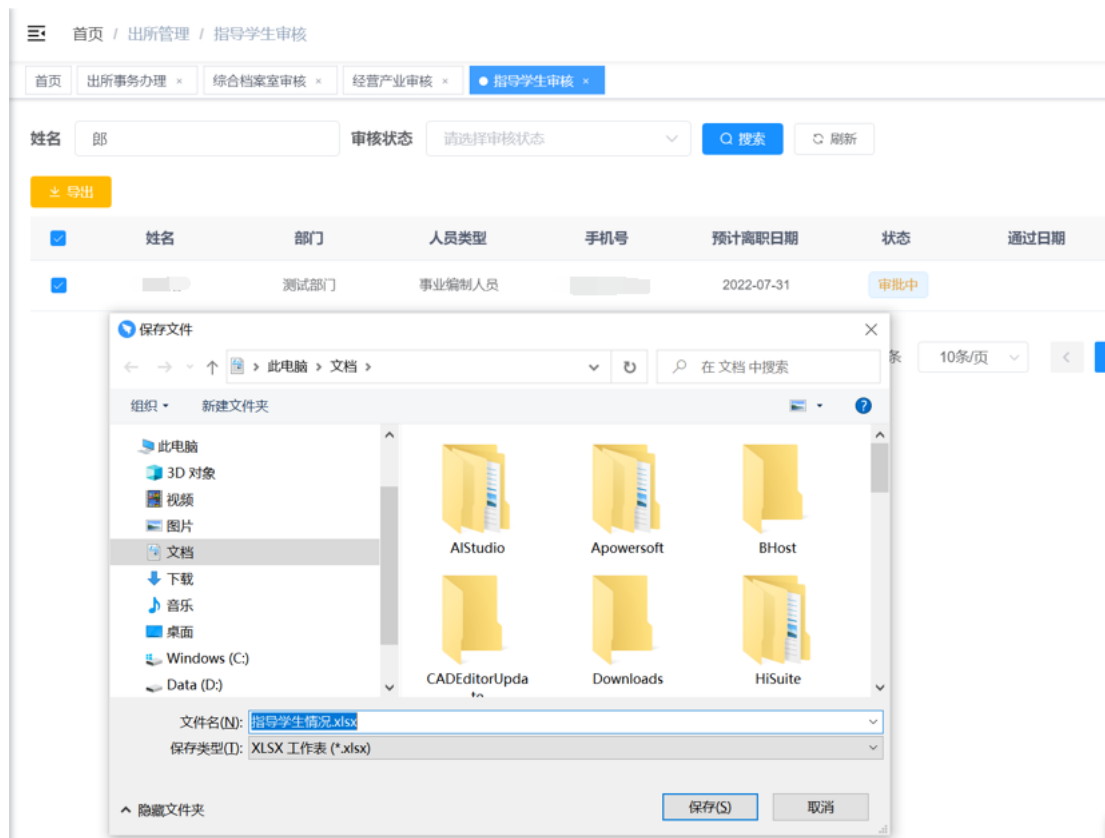 首页 / 出所管理 / 指导学生审核
首页 出所事务办理 × 综合档案室审核 × 经营产业审核 × 指导学生审核 ×
姓名 郎 审核状态 请选择审核状态 搜索 刷新
导出
姓名 部门 人员类型 手机号 预计离职日期 状态 通过日期
测试部门 事业编制人员 2022-07-31 审批中
条 10条/页
保存文件
此电脑 > 文档 >
在 文档 中搜索
组织 新建文件夹
此电脑
3D 对象
视频
图片
文档
下载
音乐
桌面
Windows (C:)
Data (D:)
AIStudio Apowersoft BHost
CADEditorUpda Downloads HiSuite
文件名(N): 指导学生情况.xlsx
保存类型(T): XLSX 工作表 (*.xlsx)
隐藏文件夹 保存(S) 取消